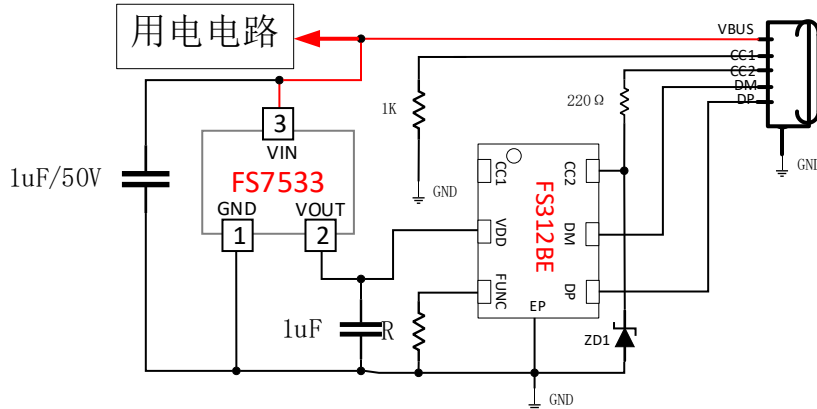 用电电路
VBUS
CC1
CC2
DM
DP
GND
1K
GND
220Ω
3
VIN
FS7533
GND
VOUT
1
2
1uF/50V
1uF
R
CC1
VDD
FUNC
FS312BE
CC2
DM
DP
EP
ZD1
GND